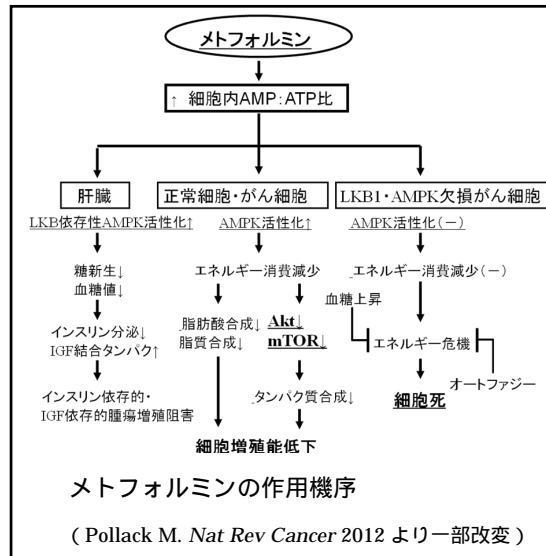 メトフォルミン
↑ 細胞内AMP:ATP比
肝臓
LKB依存性AMPK活性化↑
糖新生↓
血糖値↓
インスリン分泌↓
IGF結合タンパク↑
インスリン依存的・
IGF依存的腫瘍増殖阻害
正常細胞・がん細胞
AMPK活性化↑
エネルギー消費減少
脂肪酸合成↓
脂質合成↓
Akt↓
mTOR↓
タンパク質合成↓
細胞増殖能低下
LKB1・AMPK欠損がん細胞
AMPK活性化(−)
エネルギー消費減少(−)
血糖上昇
エネルギー危機
オートファジー
細胞死
メトフォルミンの作用機序
(Pollack M. Nat Rev Cancer 2012 より一部改変)